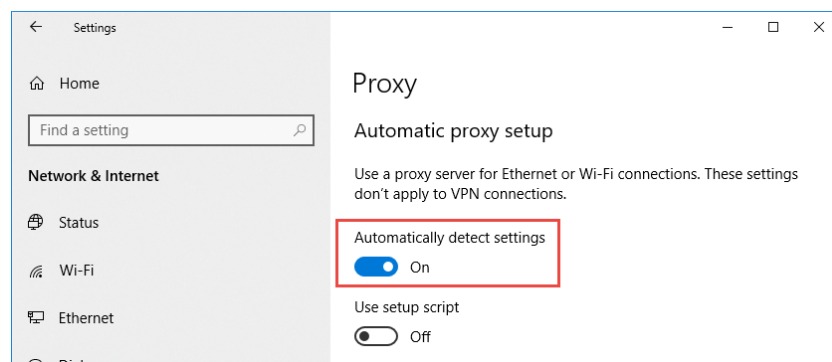 Settings
Home
Find a setting
Network & Internet
Status
Wi-Fi
Ethernet
Proxy
Automatic proxy setup
Use a proxy server for Ethernet or Wi-Fi connections. These settings
don't apply to VPN connections.
Automatically detect settings
On
Use setup script
Off